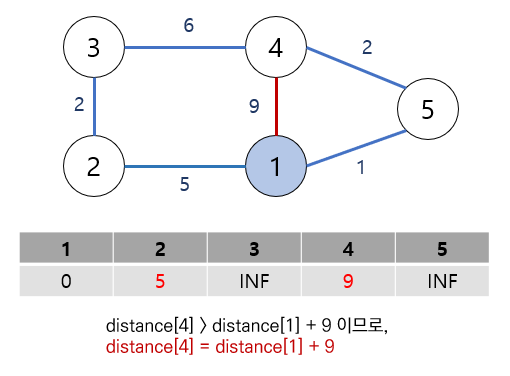 6
3
4
2
2
9
5
2
1
1
5
1 2 3 4 5
0 5 INF 9 INF
distance[4] > distance[1] + 9 이므로,
distance[4] = distance[1] + 9